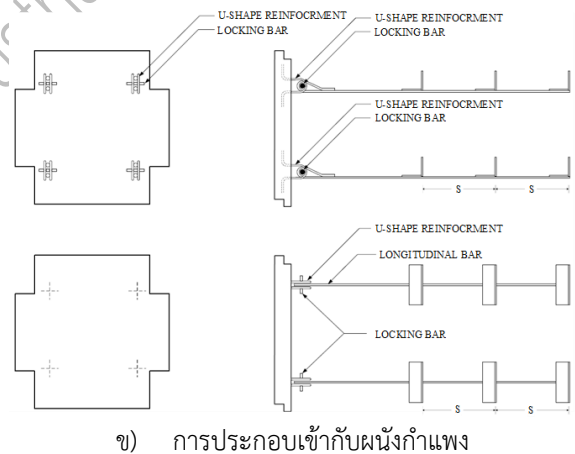 U-SHAPE REINFOCRMENT
LOCKING BAR
U-SHAPE REINFOCRMENT
LOCKING BAR
U-SHAPE REINFOCRMENT
LOCKING BAR
S S
U-SHAPE REINFOCRMENT
LONGITUDINAL BAR
LOCKING BAR
S S
ข) การประกอบเข้ากับผนังกำแพง